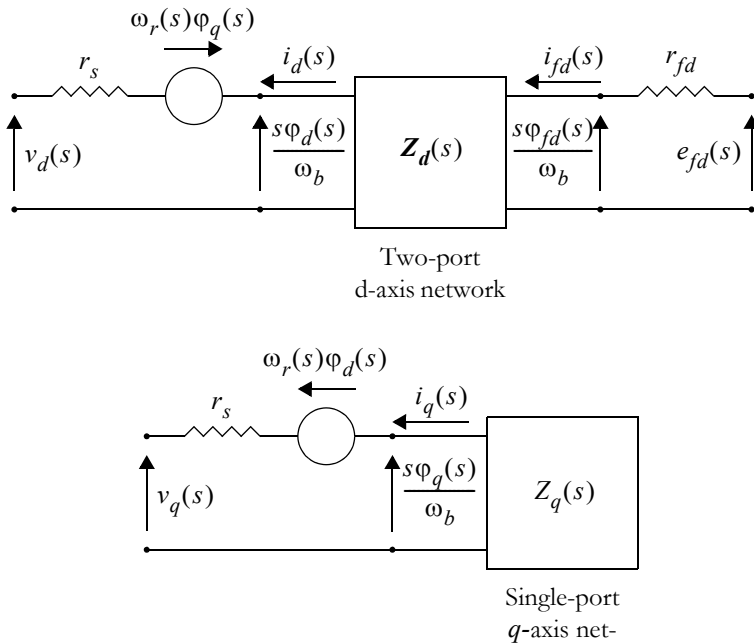 ω_r(s)φ_q(s)
r_s
i_d(s)
i_fd(s)
r_fd
v_d(s)
sφ_d(s)
ω_b
Z_d(s)
sφ_fd(s)
ω_b
e_fd(s)
Two-port
d-axis network
ω_r(s)φ_d(s)
r_s
i_q(s)
v_q(s)
sφ_q(s)
ω_b
Z_q(s)
Single-port
q-axis net-